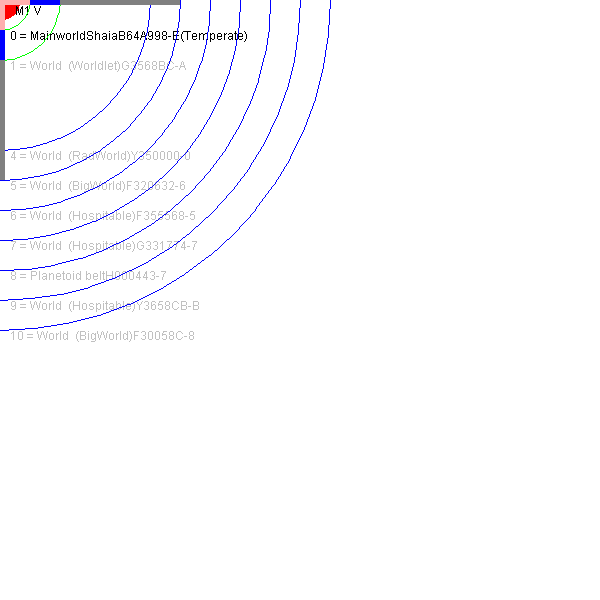 M1 V
0 = MainworldShaiaB64A998-E(Temperate)
1 = World (Worldlet)G3568BC-A
4 = World (RadWorld)Y350000-0
5 = World (BigWorld)F320632-6
6 = World (Hospitable)F355568-5
7 = World (Hospitable)G331774-7
8 = Planetoid beltH000443-7
9 = World (Hospitable)Y3658CB-B
10 = World (BigWorld)F30058C-8